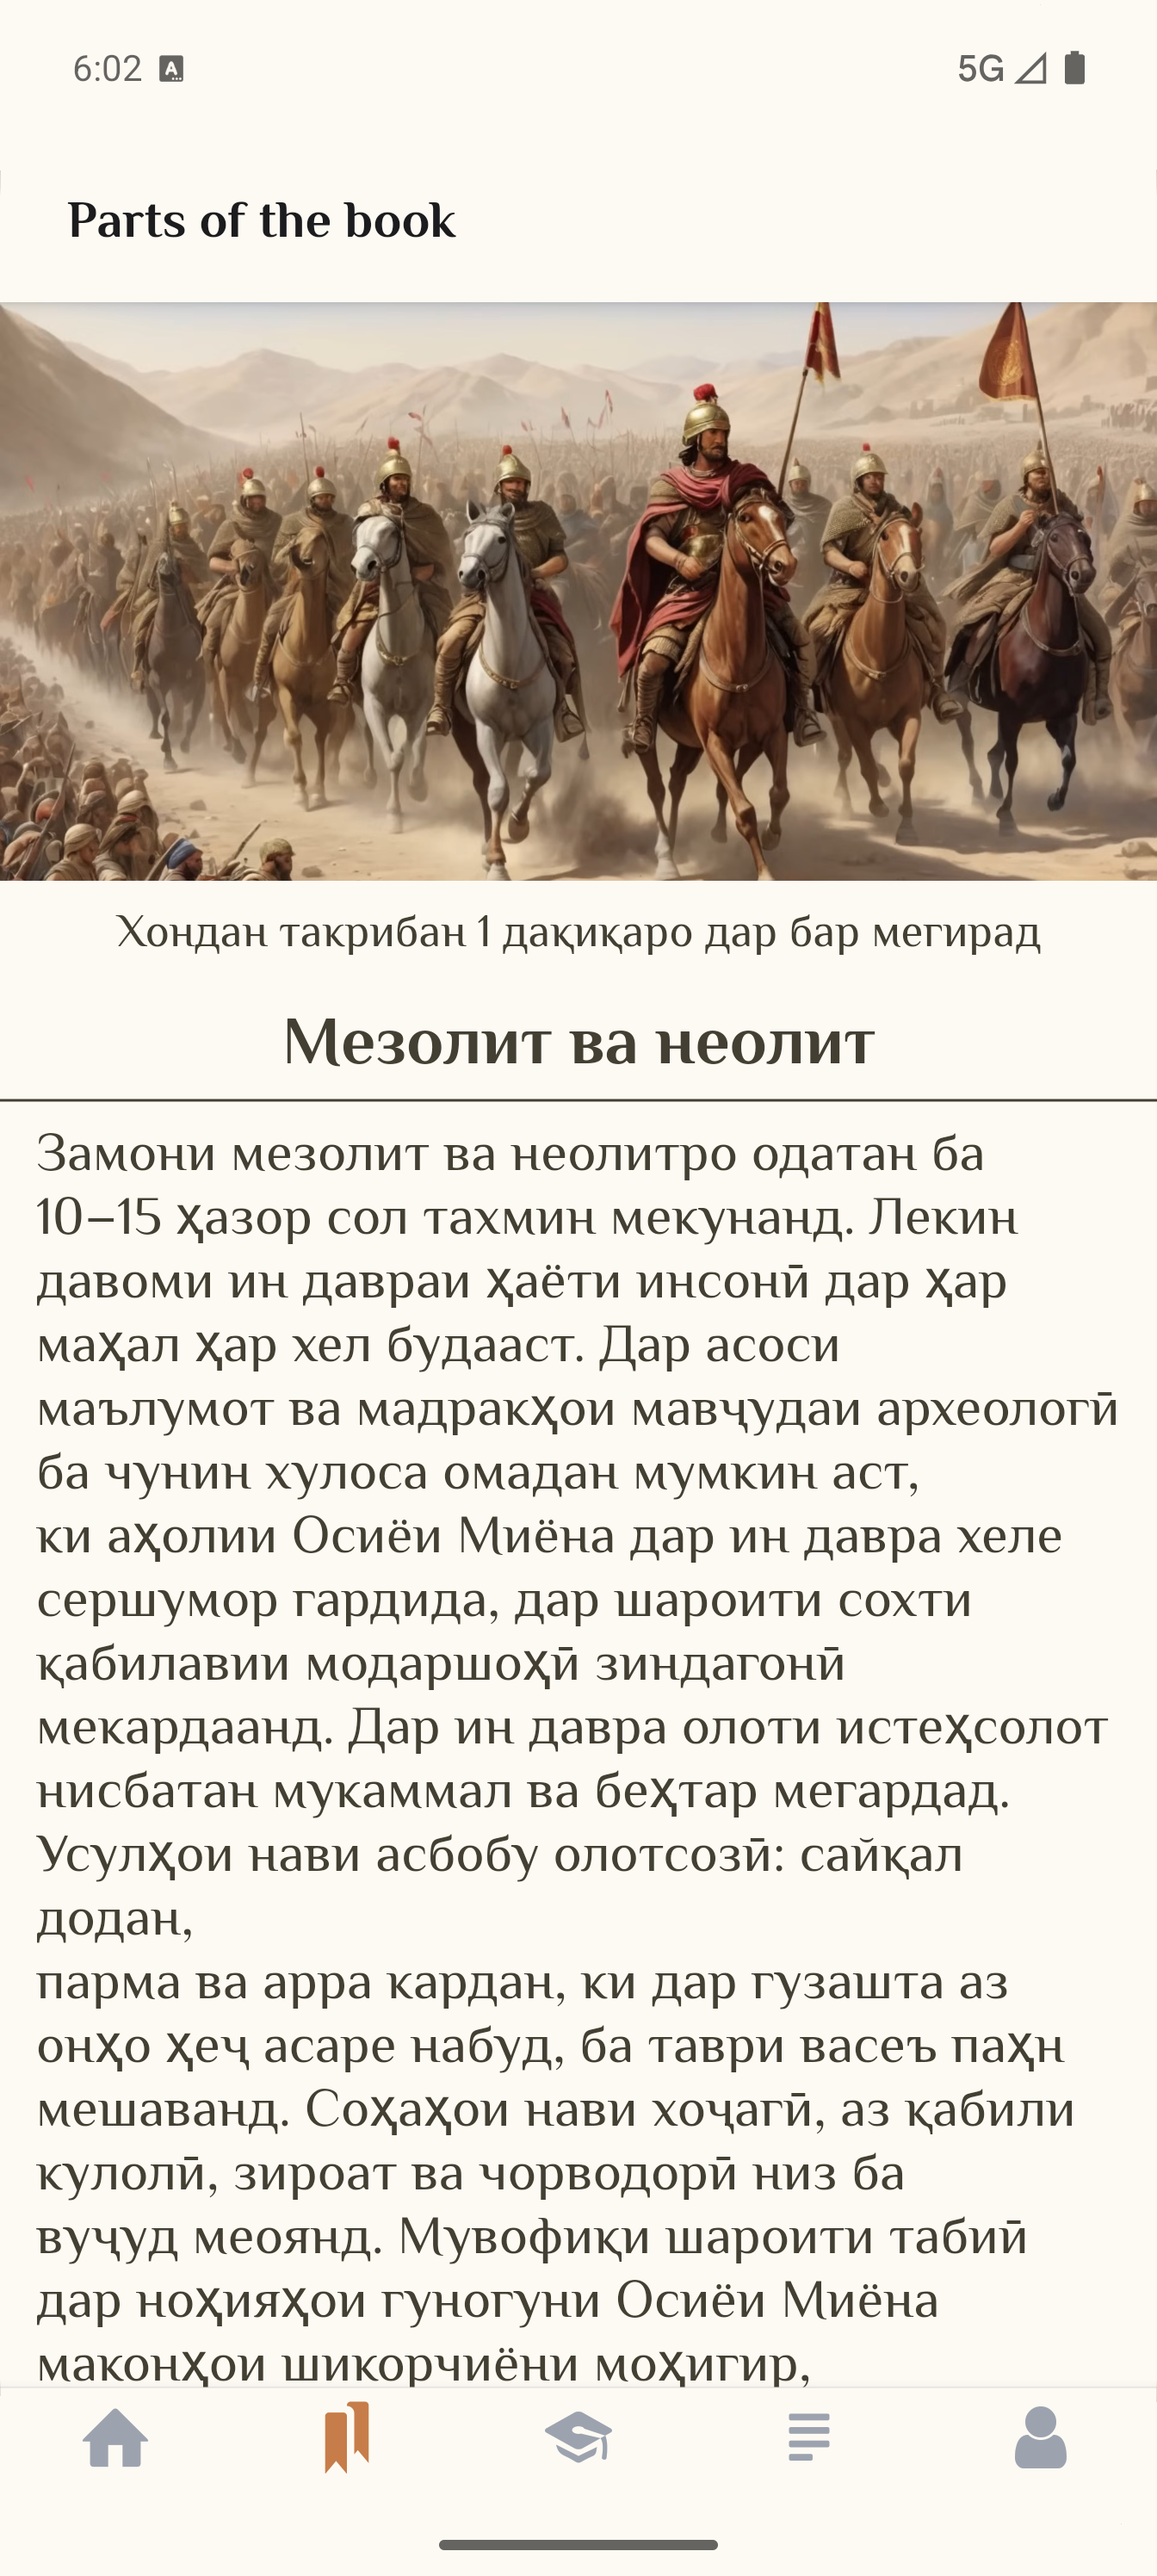 6:02
5G
Parts of the book
Хондан такрибан 1 дақиқаро дар бар мегирад
Мезолит ва неолит
Замони мезолит ва неолитро одатан ба
10–15 ҳазор сол тахмин мекунанд. Лекин
давоми ин давраи ҳаёти инсонӣ дар ҳар
маҳал ҳар хел будааст. Дар асоси
маълумот ва мадракҳои мавҷудаи археологӣ
ба чунин хулоса омадан мумкин аст,
ки аҳолии Осиёи Миёна дар ин давра хеле
сершумор гардида, дар шароити сохти
қабилавии модаршоҳӣ зиндагонӣ
мекардаанд. Дар ин давра олоти истеҳсолот
нисбатан мукаммал ва беҳтар мегардад.
Усулҳои нави асбобу олотсозӣ: сайқал
додан,
парма ва арра кардан, ки дар гузашта аз
онҳо ҳеҷ асаре набуд, ба таври васеъ паҳн
мешаванд. Соҳаҳои нави хоҷагӣ, аз қабили
кулолӣ, зироат ва чорводорӣ низ ба
вуҷуд меоянд. Мувофиқи шароити табиӣ
дар ноҳияҳои гуногуни Осиёи Миёна
маконҳои шикорчиёни моҳигир,